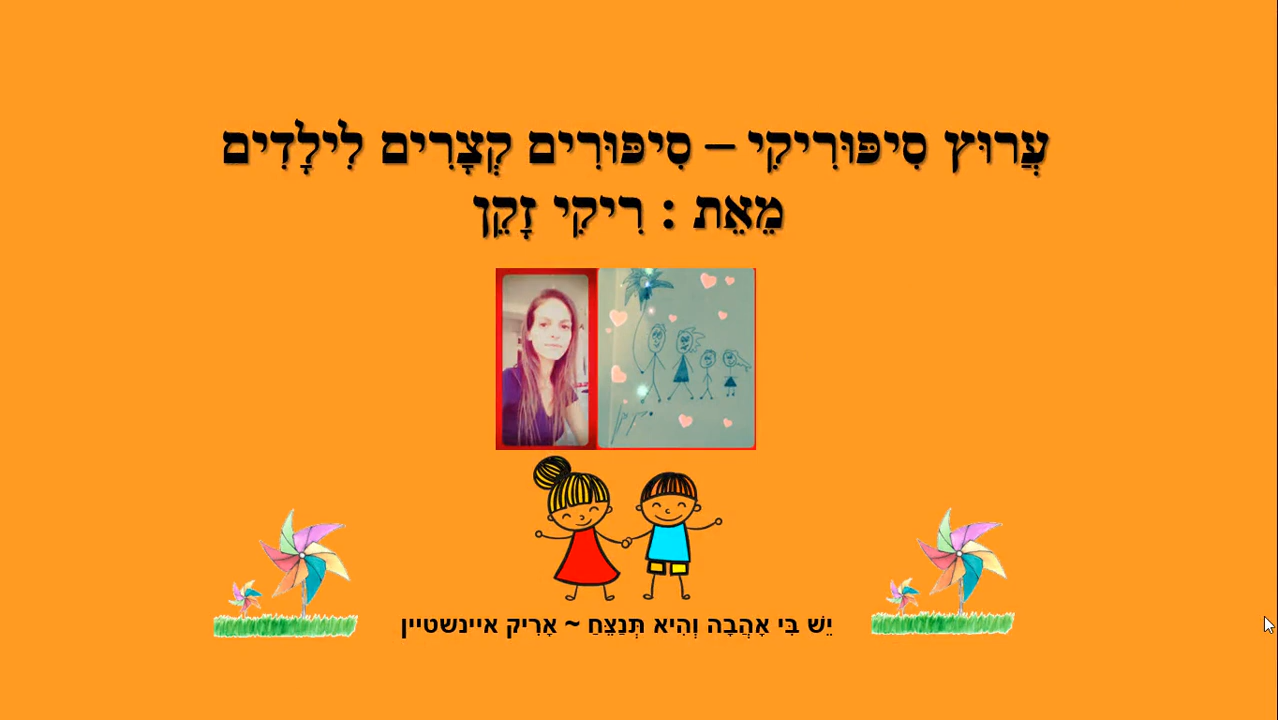 עֲרוּץ סִיפּוּרִיקִי – סִיפּוּרִים קְצָרִים לִילָדִים
מֵאֵת : רִיקִי זָקֵן
יֵשׁ בִּי אָהֲבָה וְהִיא תְּנַצֵּחַ ~ אָרִיק איינשטיין